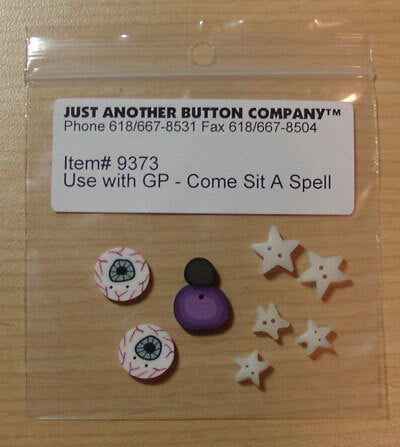 JUST ANOTHER BUTTON COMPANY™
Phone 618/667-8531 Fax 618/667-8504
Item# 9373
Use with GP - Come Sit A Spell